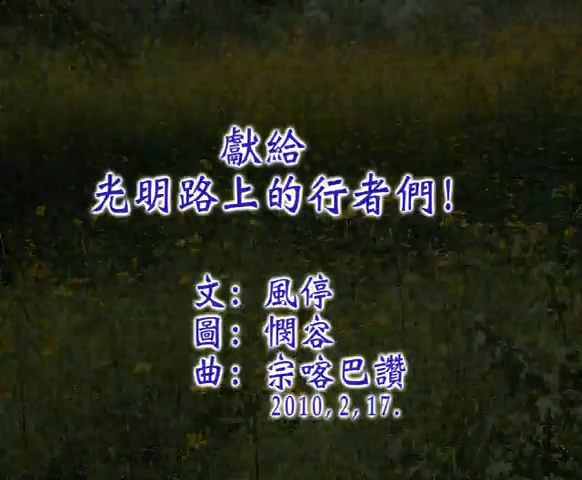 獻給
光明路上的行者們!
文: 風停
圖: 憫容
曲: 宗喀巴讚
2010,2,17.